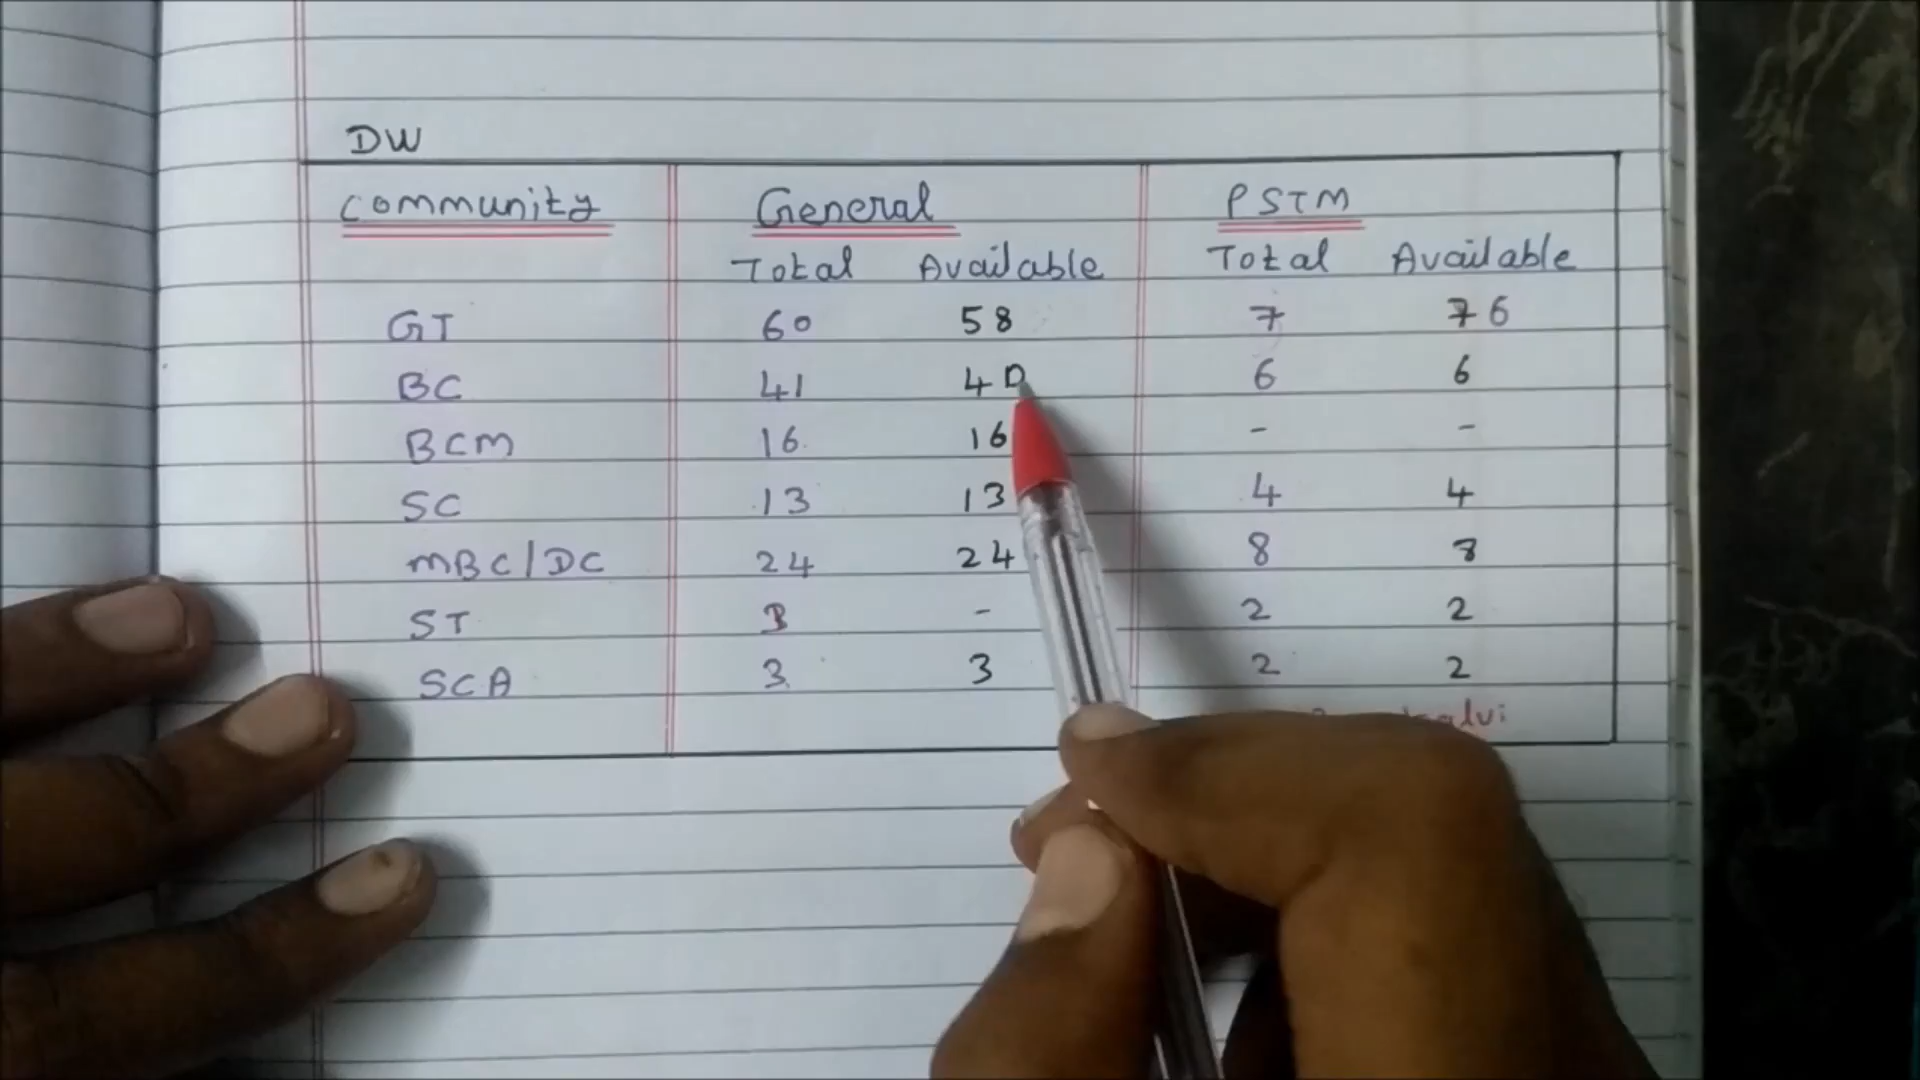 DW
Community General PSTM
Total Available Total Available
GT 60 58 7 76
BC 41 40 6 6
BCM 16 16 - -
SC 13 13 4 4
MBC/DC 24 24 8 8
ST 3 - 2 2
SCA 3 3 2 2